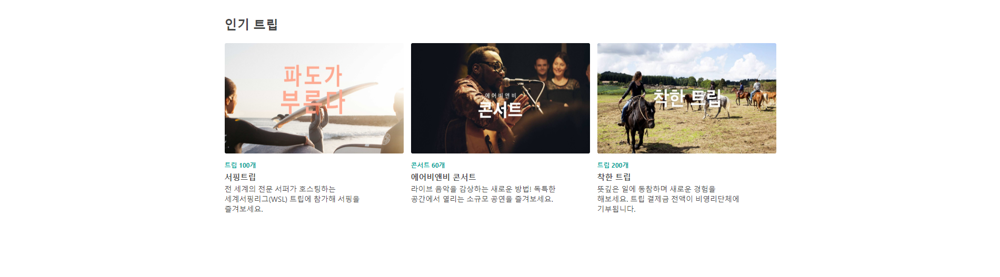 인기 트립
파도가
부른다
트립 100개
서핑트립
전 세계의 전문 서퍼가 호스팅하는
세계서핑리그(WSL) 트립에 참가해 서핑을
즐겨보세요.
에어비앤비
콘서트
콘서트 60개
에어비앤비 콘서트
라이브 음악을 감상하는 새로운 방법! 독특한
공간에서 열리는 소규모 공연을 즐겨보세요.
착한 트립
트립 200개
착한 트립
뜻깊은 일에 동참하며 새로운 경험을
해보세요. 트립 결제금 전액이 비영리단체에
기부됩니다.